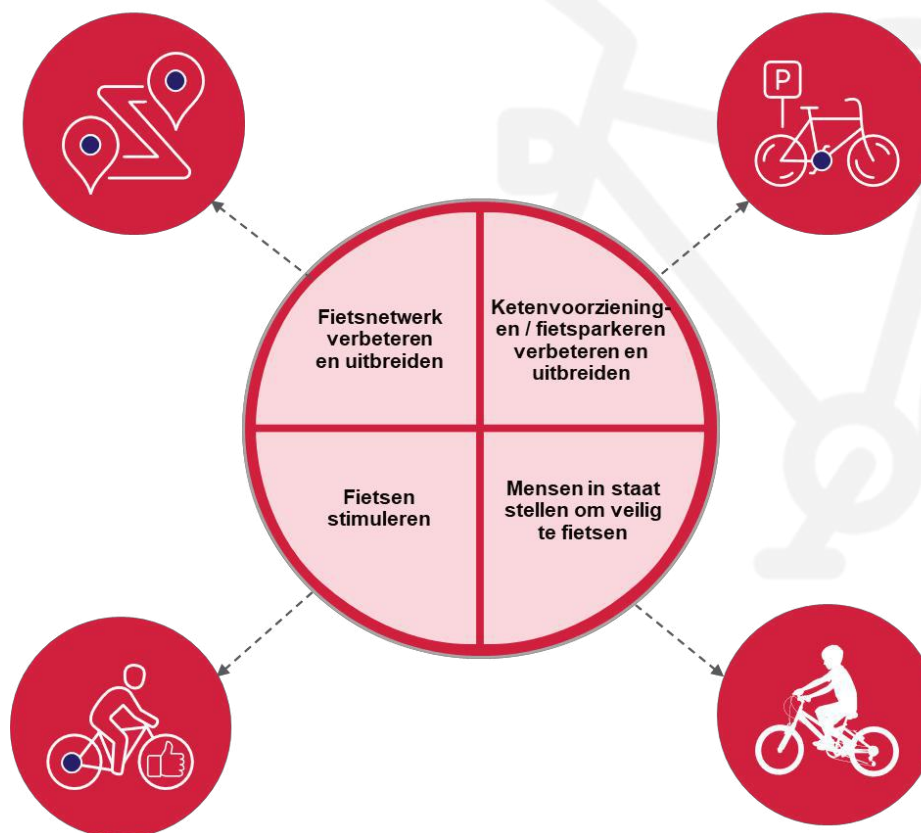 P
Fietsnetwerk
verbeteren
en uitbreiden
Ketenvoorziening-
en / fietsparkeren
verbeteren en
uitbreiden
Fietsen
stimuleren
Mensen in staat
stellen om veilig
te fietsen